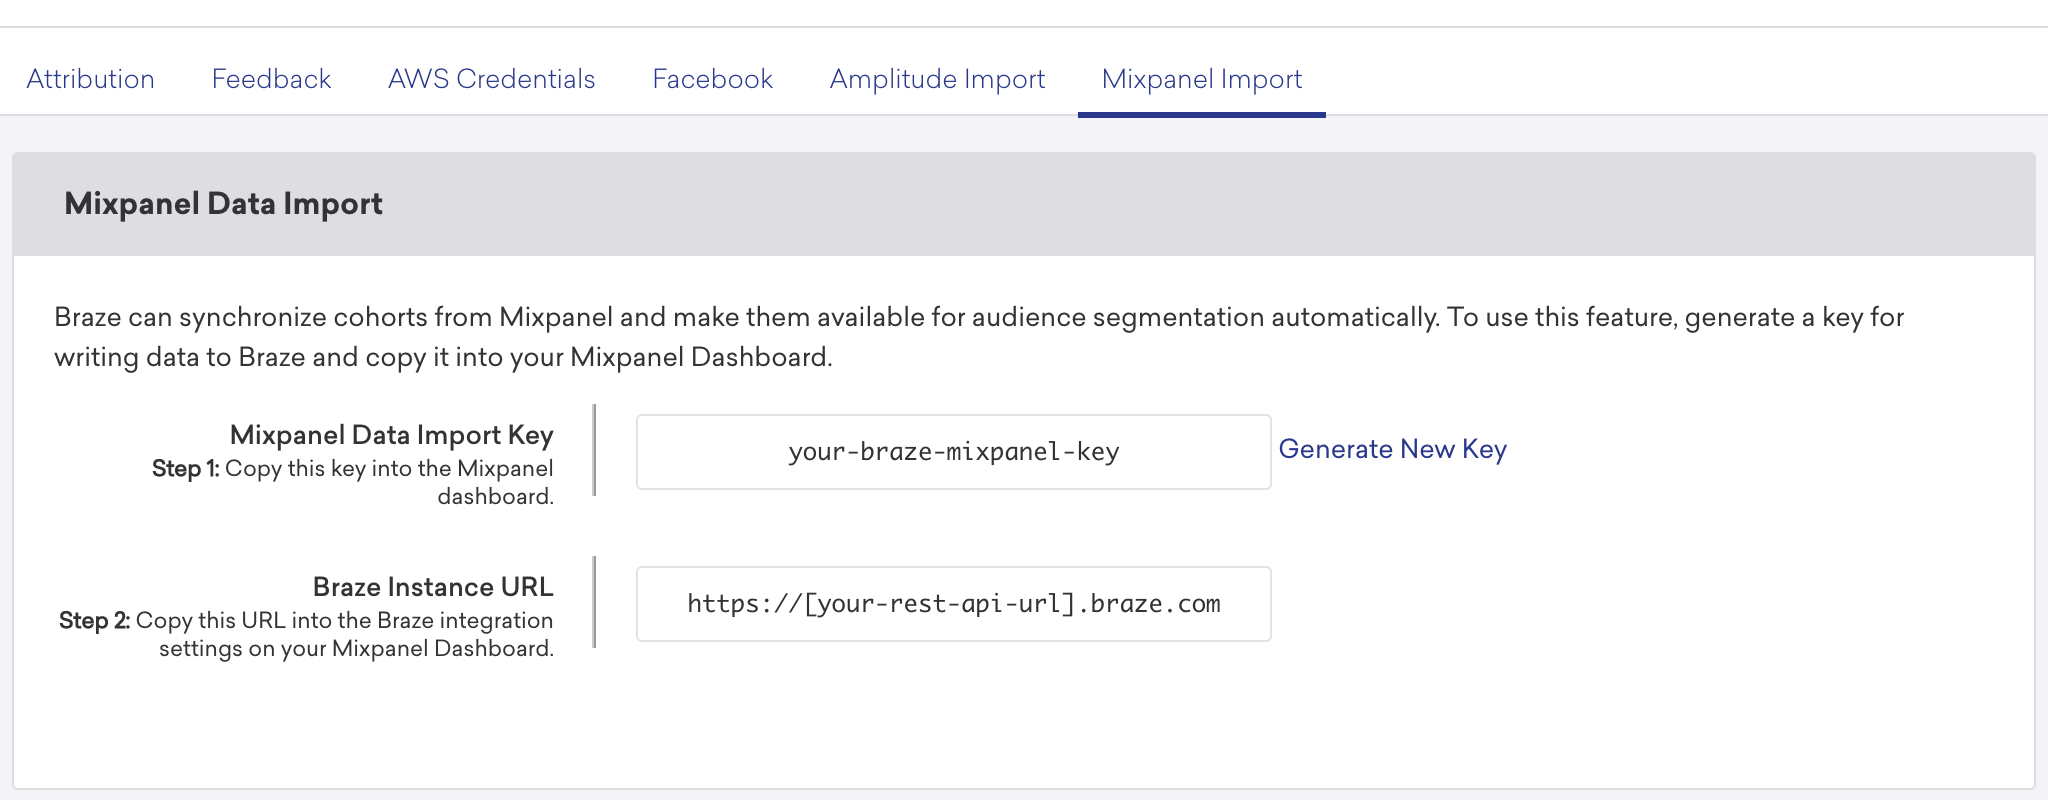 Attribution Feedback AWS Credentials Facebook Amplitude Import Mixpanel Import
Mixpanel Data Import
Braze can synchronize cohorts from Mixpanel and make them available for audience segmentation automatically. To use this feature, generate a key for
writing data to Braze and copy it into your Mixpanel Dashboard.
Mixpanel Data Import Key
Step 1: Copy this key into the Mixpanel
dashboard.
your-braze-mixpanel-key Generate New Key
Braze Instance URL
Step 2: Copy this URL into the Braze integration
settings on your Mixpanel Dashboard.
https://[your-rest-api-url].braze.com